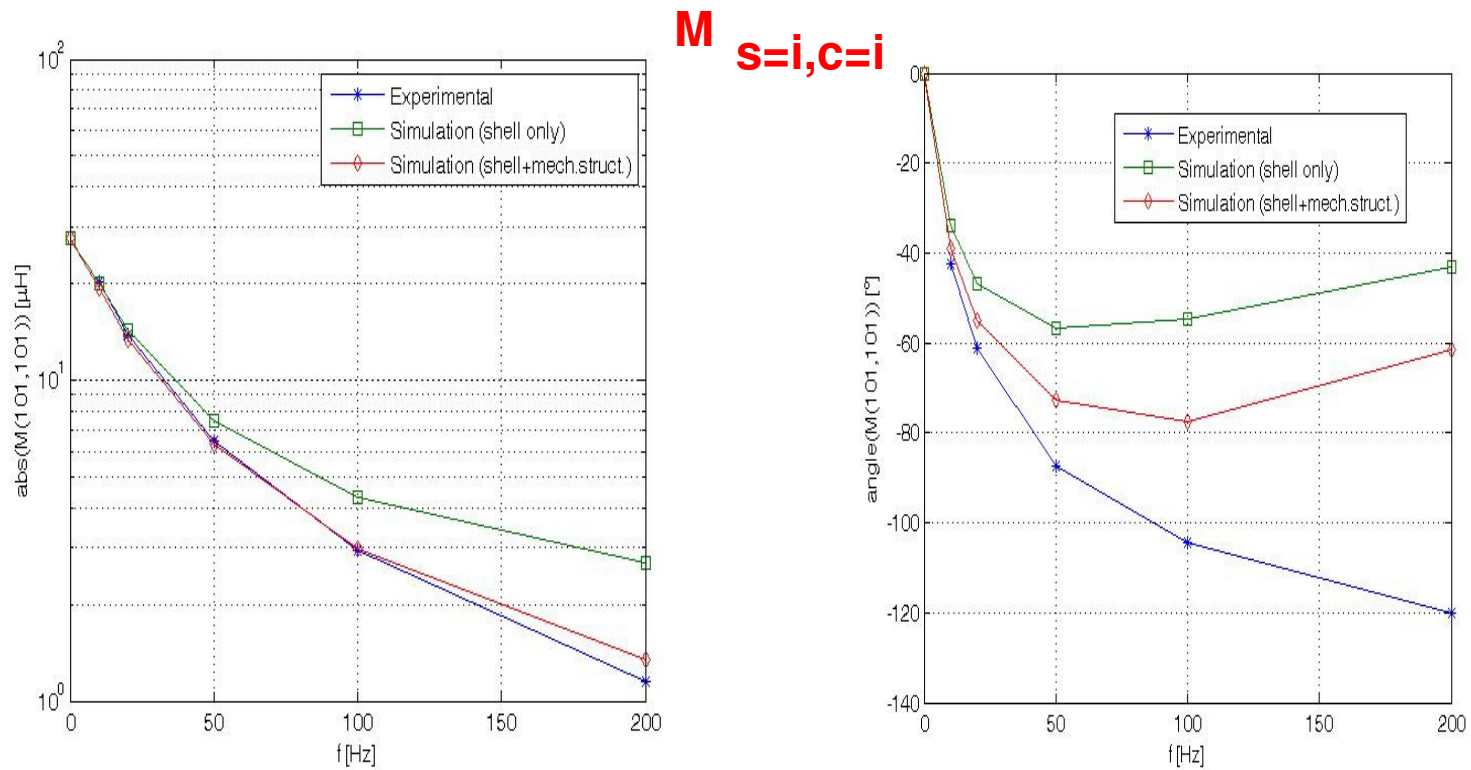 M s=i,c=i
10^2
10^1
10^0
abs(M(101,101)) [µH]
Experimental
Simulation (shell only)
Simulation (shell+mech.struct.)
0 50 100 150 200
f [Hz]
0
-20
-40
-60
-80
-100
-120
-140
angle(M(101,101)) [°]
Experimental
Simulation (shell only)
Simulation (shell+mech.struct.)
0 50 100 150 200
f [Hz]